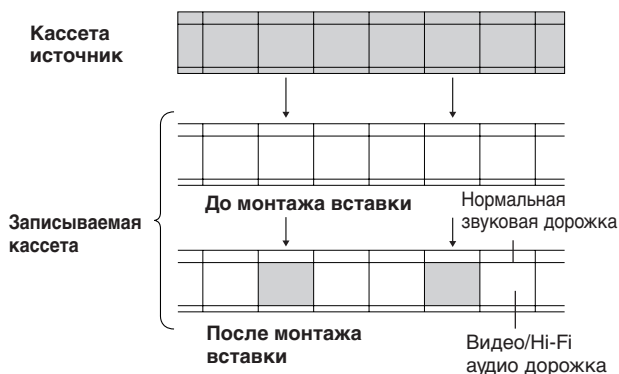 Кассета
источник
До монтажа вставки
Нормальная
звуковая дорожка
Записываемая
кассета
После монтажа
вставки
Видео/Hi-Fi
аудио дорожка